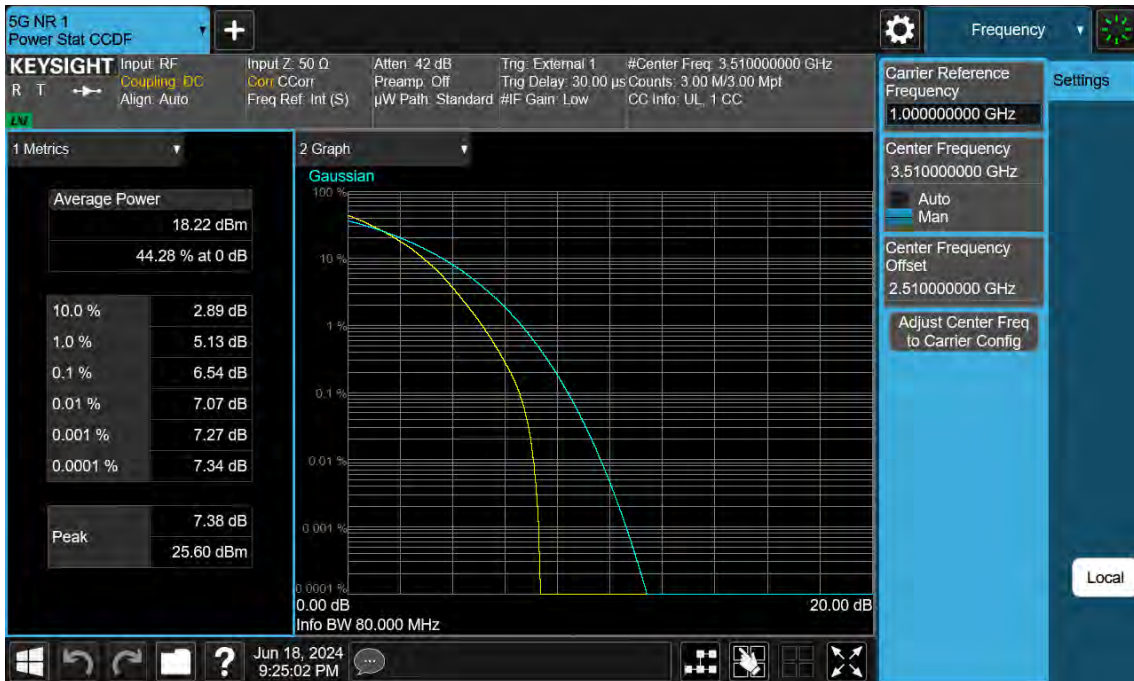 5G NR 1
Power Stat CCDF
+
Frequency
KEYSIGHT
R T
LNI
Input: RF
Coupling: DC
Align: Auto
Input Z: 50 Ω
Corr CCorr
Freq Ref: Int (S)
Atten: 42 dB
Preamp: Off
µW Path: Standard
Trig: External 1
Trig Delay: 30.00 µs
#IF Gain: Low
#Center Freq: 3.510000000 GHz
Counts: 3.00 M/3.00 Mpt
CC Info: UL, 1 CC
1 Metrics
Average Power
18.22 dBm
44.28 % at 0 dB
10.0 % 2.89 dB
1.0 % 5.13 dB
0.1 % 6.54 dB
0.01 % 7.07 dB
0.001 % 7.27 dB
0.0001 % 7.34 dB
Peak
7.38 dB
25.60 dBm
2 Graph
Gaussian
100 %
10 %
1 %
0.1 %
0.01 %
0.001 %
0.0001 %
0.00 dB 20.00 dB
Info BW 80.000 MHz
Carrier Reference
Frequency
1.000000000 GHz
Center Frequency
3.510000000 GHz
Auto
Man
Center Frequency
Offset
2.510000000 GHz
Adjust Center Freq
to Carrier Config
Settings
Local
?
Jun 18, 2024
9:25:02 PM